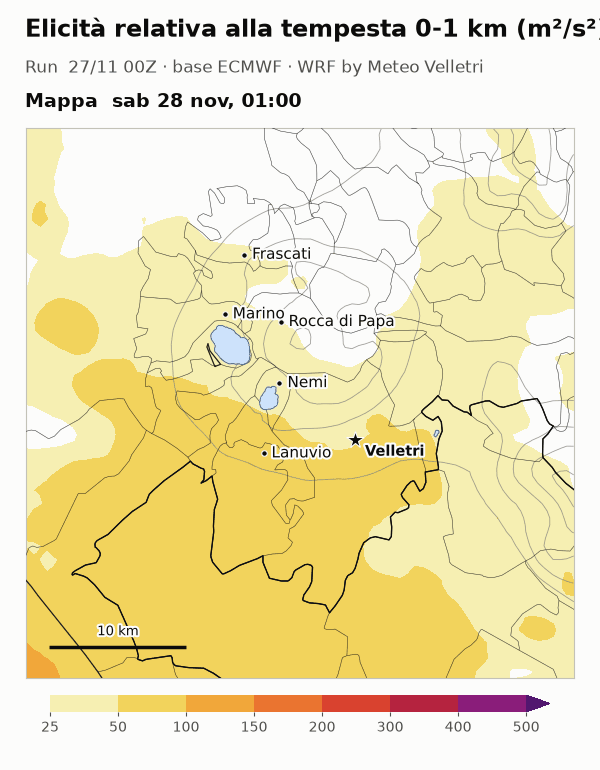 Elicità relativa alla tempesta 0-1 km (m²/s²)
Run 27/11 00Z · base ECMWF · WRF by Meteo Velletri
Mappa sab 28 nov, 01:00
Frascati
Marino
Rocca di Papa
Nemi
Velletri
Lanuvio
10 km
25 50 100 150 200 300 400 500